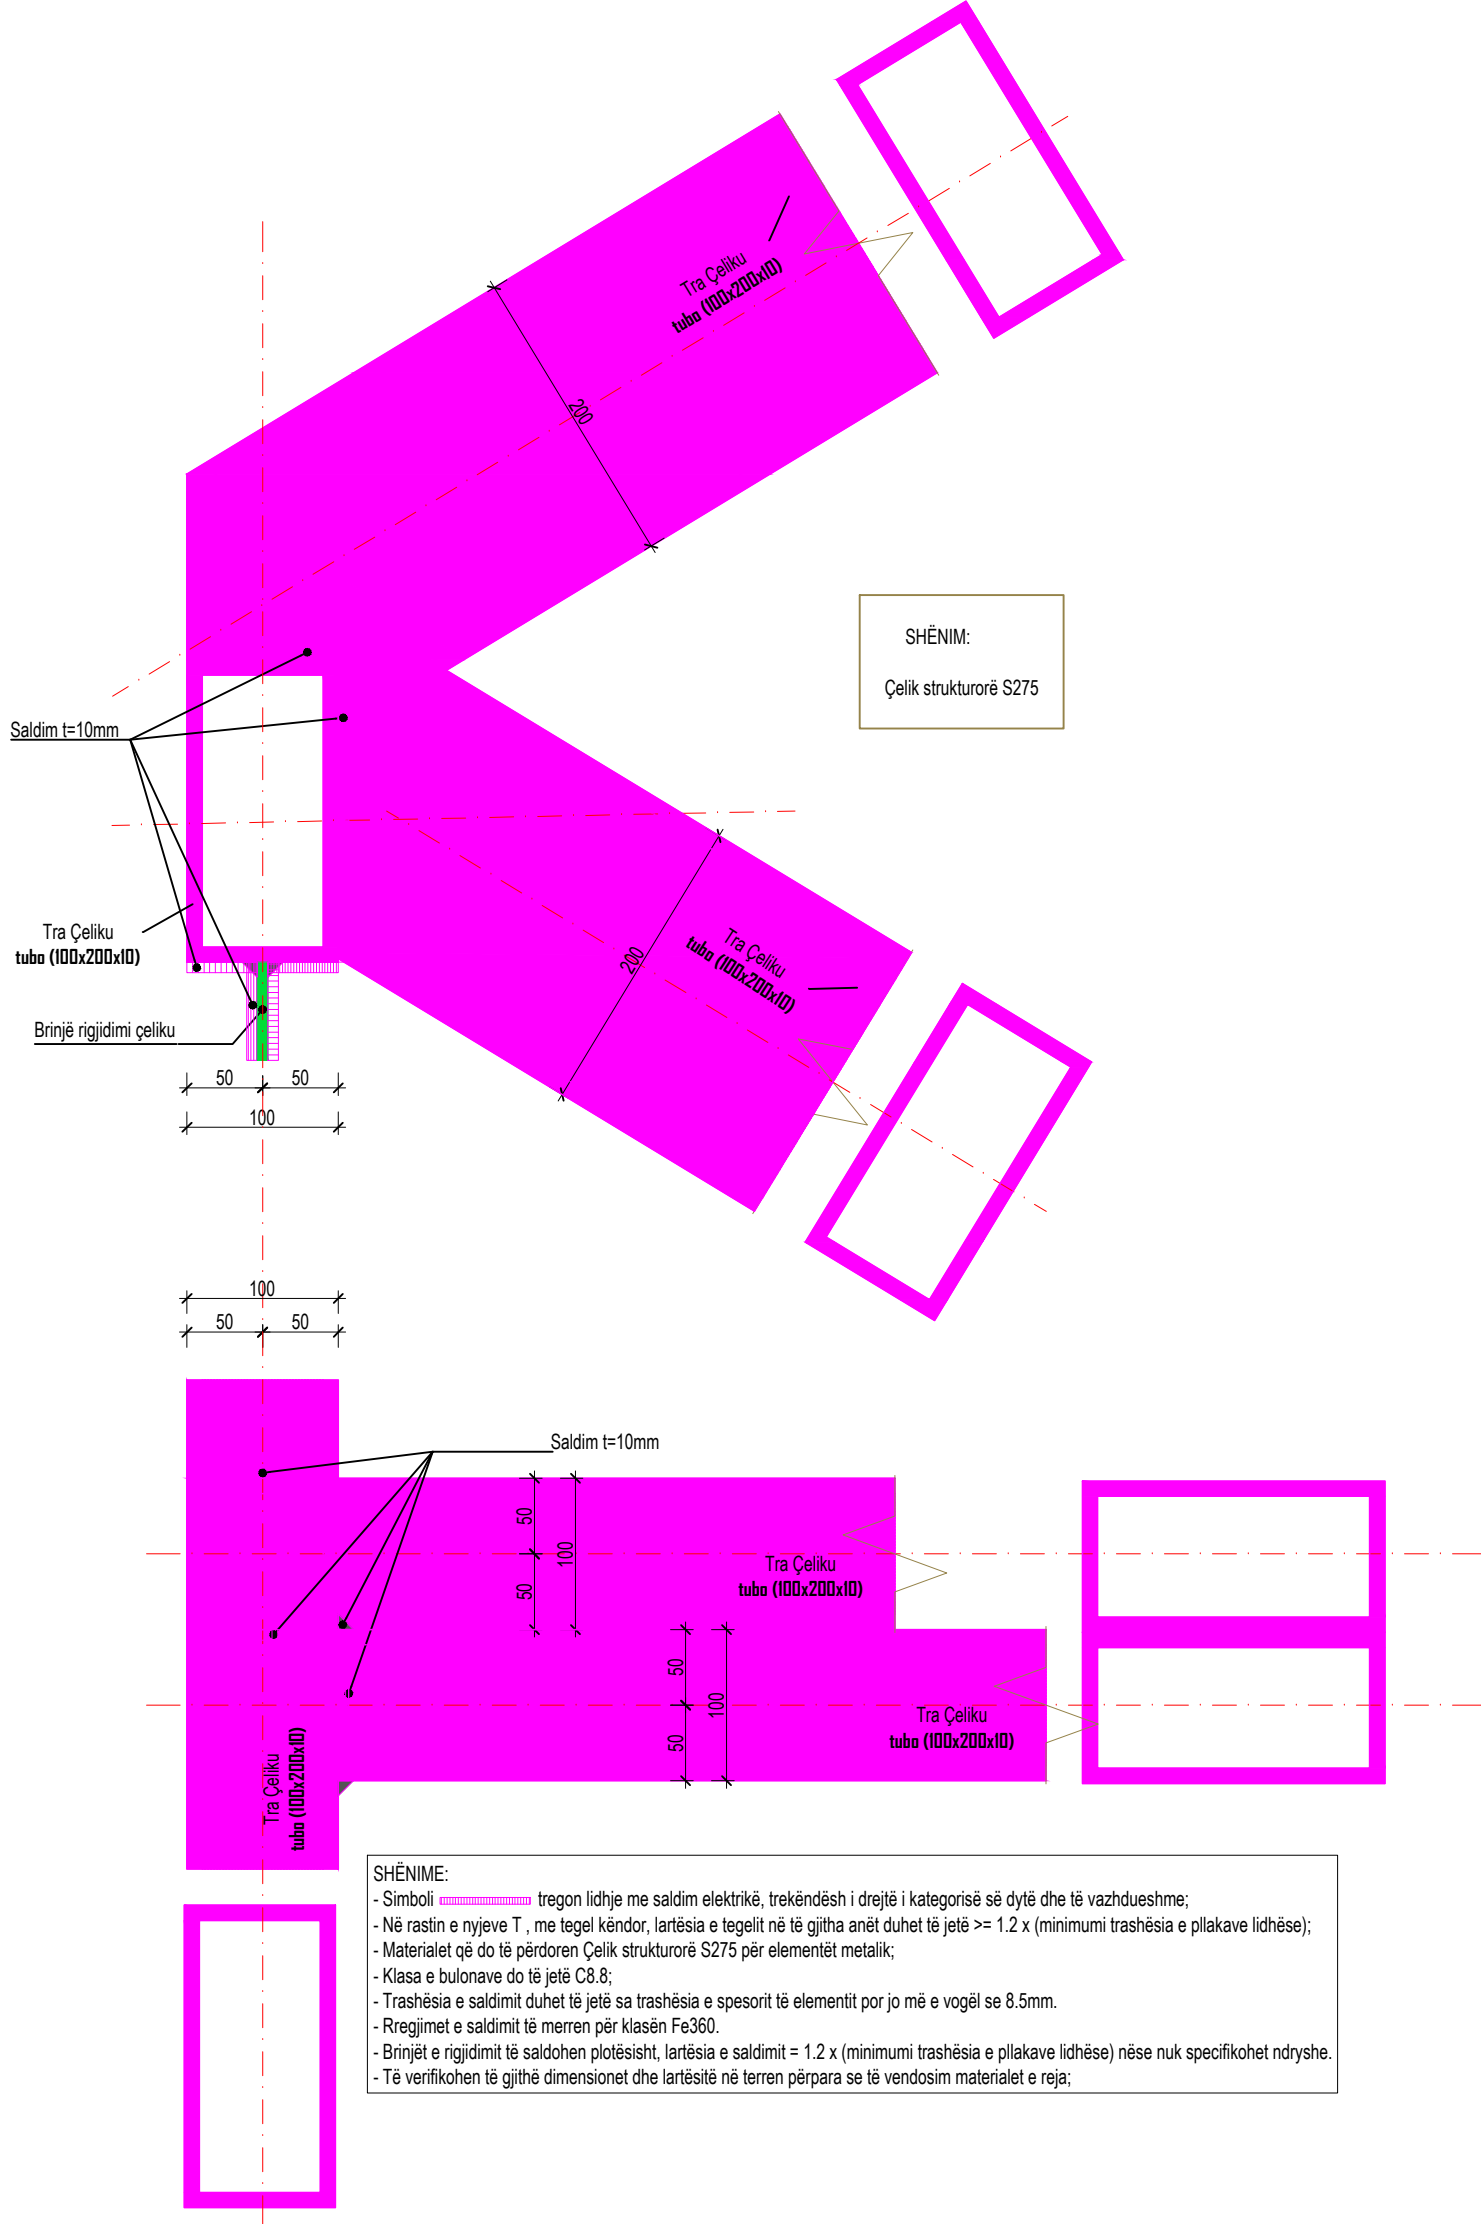 Tra Çeliku
tubo (100x200x10)
200
SHËNIM:
Çelik strukturorë S275
Saldim t=10mm
Tra Çeliku
tubo (100x200x10)
Tra Çeliku
tubo (100x200x10)
200
Brinjë rigjidimi çeliku
50
50
100
100
50
50
Saldim t=10mm
50
100
50
Tra Çeliku
tubo (100x200x10)
50
100
50
Tra Çeliku
tubo (100x200x10)
Tra Çeliku
tubo (100x200x10)
SHËNIME:
- Simboli tregon lidhje me saldim elektrikë, trekëndësh i drejtë i kategorisë së dytë dhe të vazhdueshme;
- Në rastin e nyjeve T , me tegel këndor, lartësia e tegelit në të gjitha anët duhet të jetë >= 1.2 x (minimumi trashësia e pllakave lidhëse);
- Materialet që do të përdoren Çelik strukturorë S275 për elementët metalik;
- Klasa e bulonave do të jetë C8.8;
- Trashësia e saldimit duhet të jetë sa trashësia e spesorit të elementit por jo më e vogël se 8.5mm.
- Rregjimet e saldimit të merren për klasën Fe360.
- Brinjët e rigjidimit të saldohen plotësisht, lartësia e saldimit = 1.2 x (minimumi trashësia e pllakave lidhëse) nëse nuk specifikohet ndryshe.
- Të verifikohen të gjithë dimensionet dhe lartësitë në terren përpara se të vendosim materialet e reja;